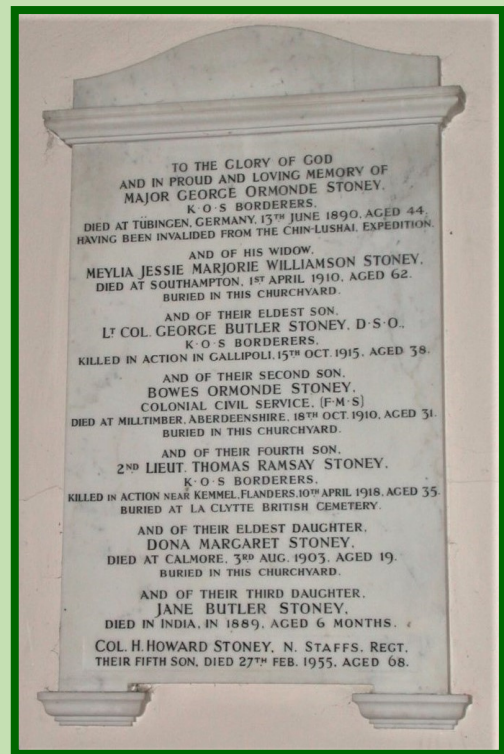 TO THE GLORY OF GOD
AND IN PROUD AND LOVING MEMORY OF
MAJOR GEORGE ORMONDE STONEY.
K·O·S BORDERERS,
DIED AT TÜBINGEN, GERMANY, 13TH JUNE 1890, AGED 44,
HAVING BEEN INVALIDED FROM THE CHIN-LUSHAI, EXPEDITION.
AND OF HIS WIDOW,
MEYLIA JESSIE MARJORIE WILLIAMSON STONEY,
DIED AT SOUTHAMPTON, 1ST APRIL 1910, AGED 62.
BURIED IN THIS CHURCHYARD.
AND OF THEIR ELDEST SON,
LT COL. GEORGE BUTLER STONEY, D·S·O.,
K·O·S BORDERERS,
KILLED IN ACTION IN GALLIPOLI, 15TH OCT. 1915, AGED 38.
AND OF THEIR SECOND SON,
BOWES ORMONDE STONEY,
COLONIAL CIVIL SERVICE, (F·M·S)
DIED AT MILLTIMBER, ABERDEENSHIRE, 18TH OCT. 1910, AGED 31.
BURIED IN THIS CHURCHYARD.
AND OF THEIR FOURTH SON,
2ND LIEUT. THOMAS RAMSAY STONEY,
K·O·S BORDERERS,
KILLED IN ACTION NEAR KEMMEL, FLANDERS, 10TH APRIL 1918, AGED 35.
BURIED AT LA CLYTTE BRITISH CEMETERY.
AND OF THEIR ELDEST DAUGHTER,
DONA MARGARET STONEY,
DIED AT CALMORE, 3RD AUG. 1903, AGED 19.
BURIED IN THIS CHURCHYARD.
AND OF THEIR THIRD DAUGHTER,
JANE BUTLER STONEY,
DIED IN INDIA, IN 1889, AGED 6 MONTHS.
COL. H. HOWARD STONEY, N. STAFFS. REGT,
THEIR FIFTH SON, DIED 27TH FEB. 1955, AGED 68.